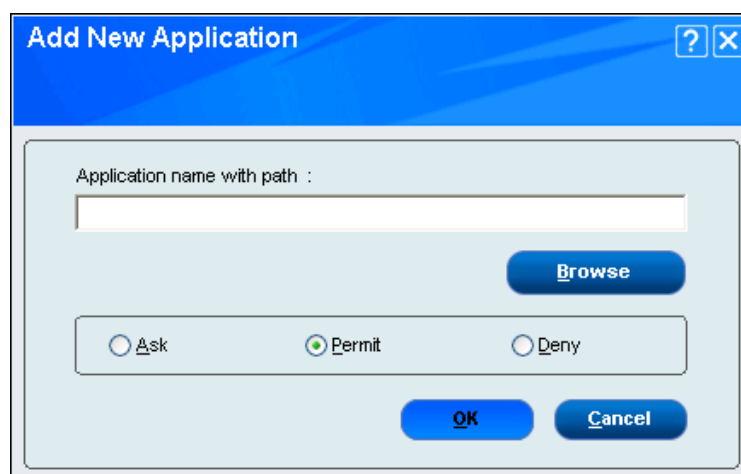 Add New Application ?
Application name with path :
Browse
Ask Permit Deny
OK Cancel